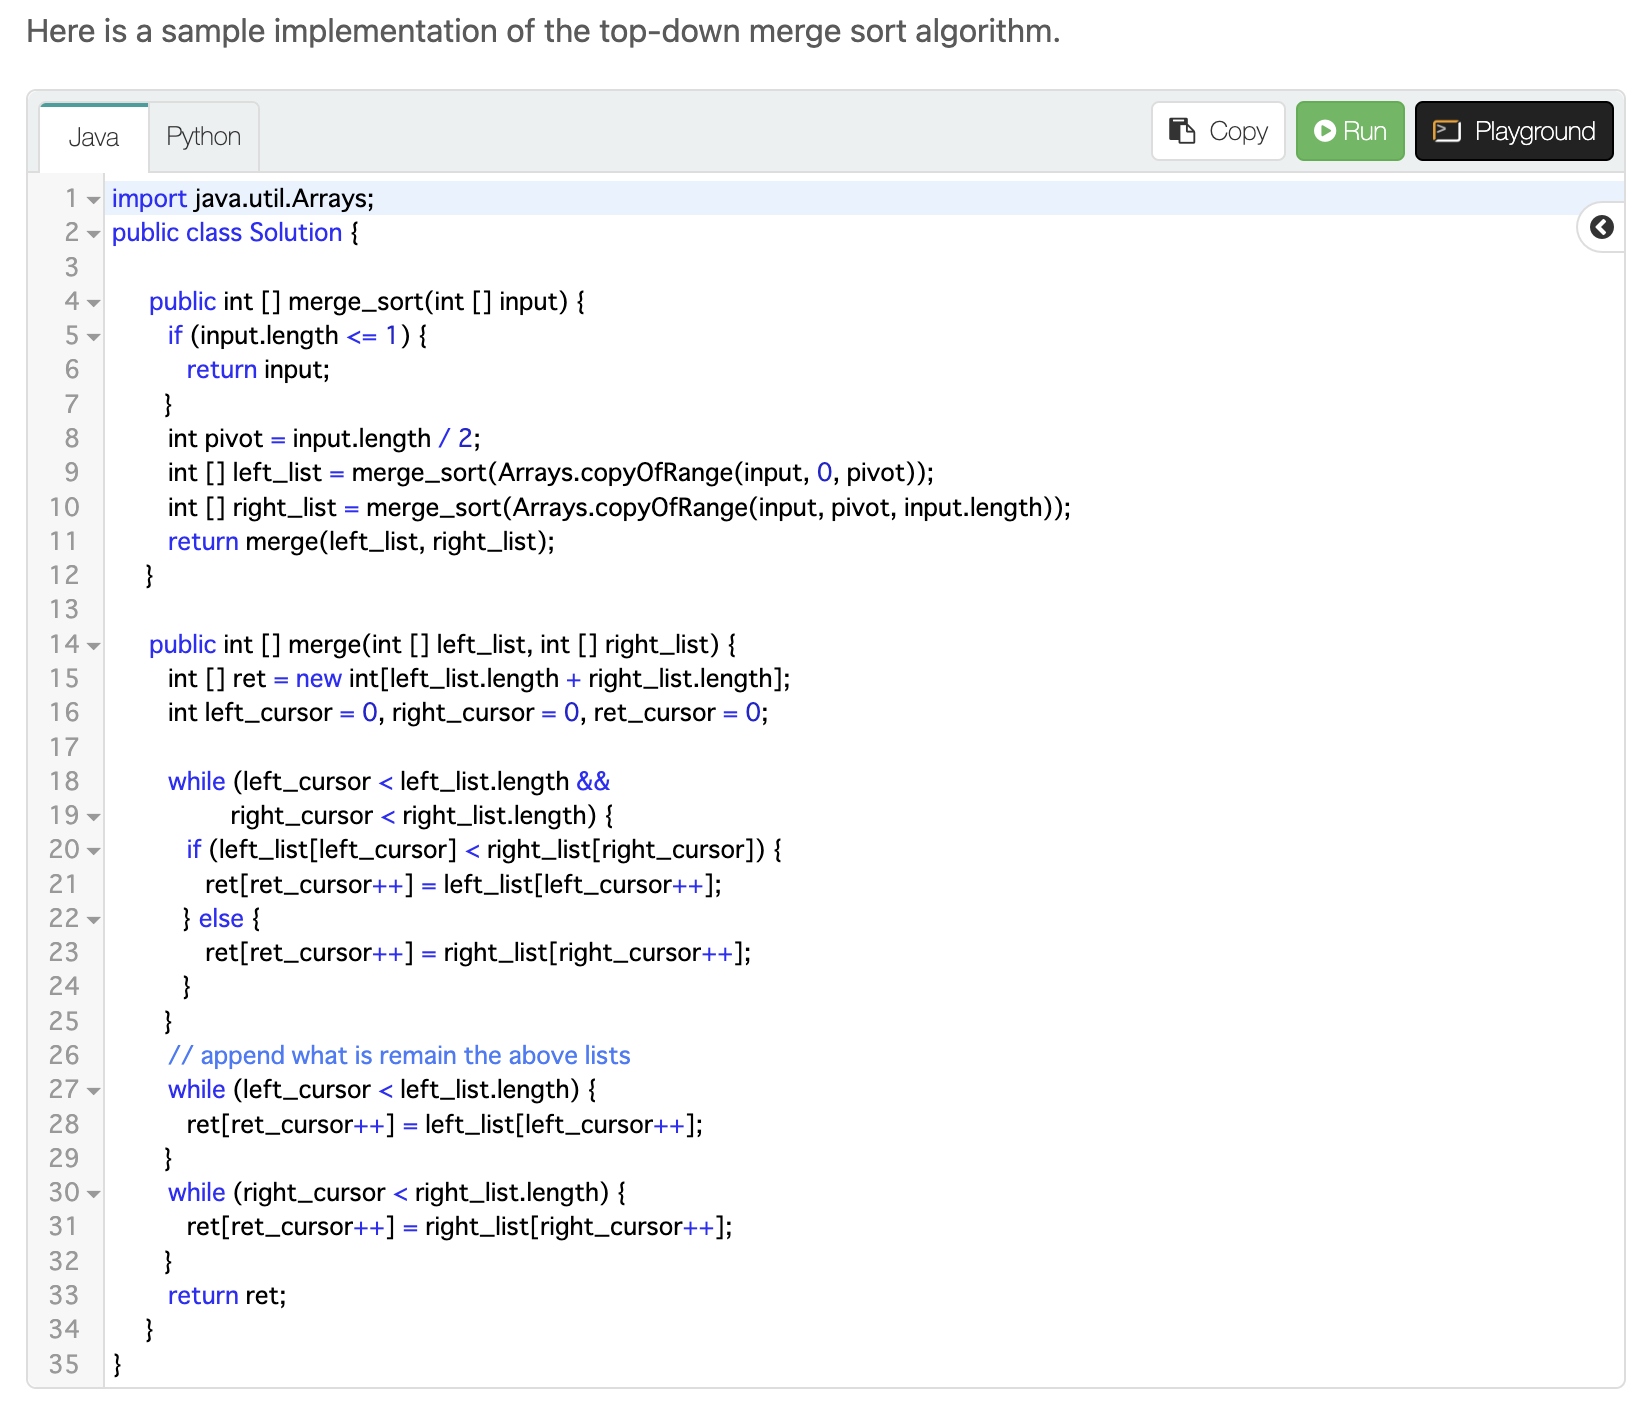 Here is a sample implementation of the top-down merge sort algorithm.
Java Python Copy Run Playground
1 import java.util.Arrays;
2 public class Solution {
3
4 public int [] merge_sort(int [] input) {
5 if (input.length <= 1) {
6 return input;
7 }
8 int pivot = input.length / 2;
9 int [] left_list = merge_sort(Arrays.copyOfRange(input, 0, pivot));
10 int [] right_list = merge_sort(Arrays.copyOfRange(input, pivot, input.length));
11 return merge(left_list, right_list);
12 }
13
14 public int [] merge(int [] left_list, int [] right_list) {
15 int [] ret = new int[left_list.length + right_list.length];
16 int left_cursor = 0, right_cursor = 0, ret_cursor = 0;
17
18 while (left_cursor < left_list.length &&
19 right_cursor < right_list.length) {
20 if (left_list[left_cursor] < right_list[right_cursor]) {
21 ret[ret_cursor++] = left_list[left_cursor++];
22 } else {
23 ret[ret_cursor++] = right_list[right_cursor++];
24 }
25 }
26 // append what is remain the above lists
27 while (left_cursor < left_list.length) {
28 ret[ret_cursor++] = left_list[left_cursor++];
29 }
30 while (right_cursor < right_list.length) {
31 ret[ret_cursor++] = right_list[right_cursor++];
32 }
33 return ret;
34 }
35 }